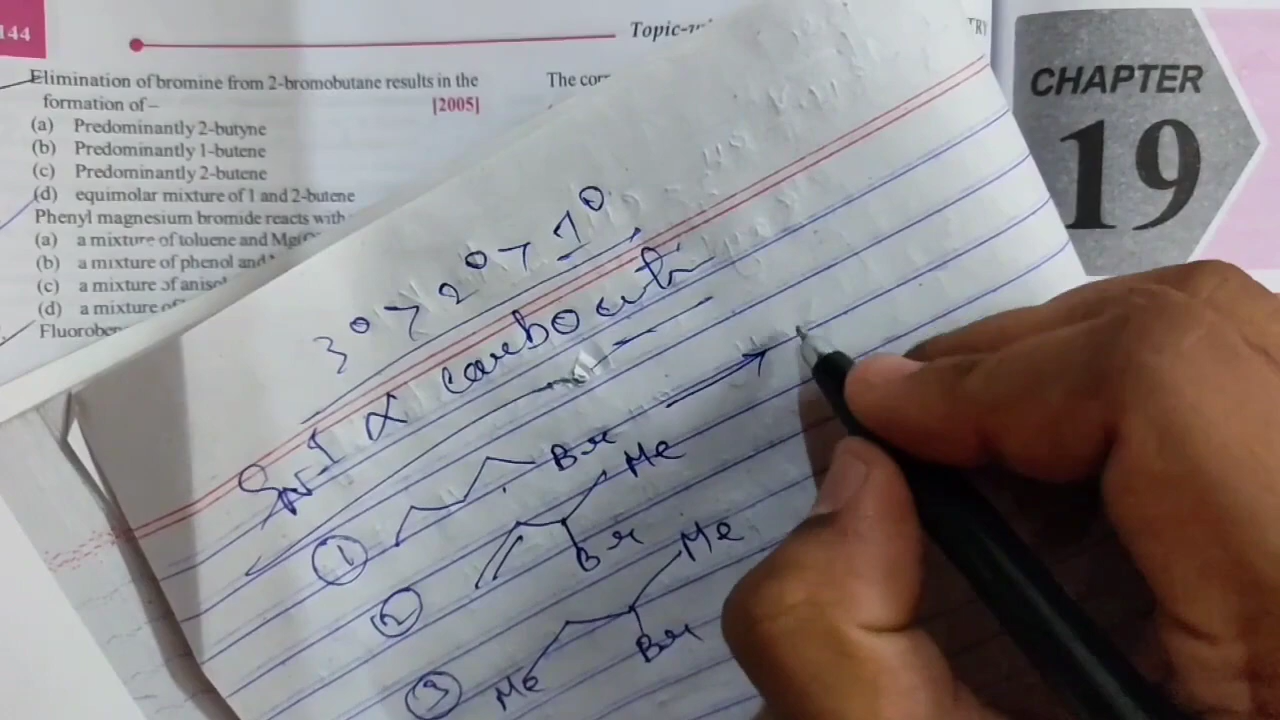 144
Topic-
TRY
Elimination of bromine from 2-bromobutane results in the
formation of –
[2005]
(a) Predominantly 2-butyne
(b) Predominantly 1-butene
(c) Predominantly 2-butene
(d) equimolar mixture of 1 and 2-butene
Phenyl magnesium bromide reacts with
(a) a mixture of toluene and Mg(
(b) a mixture of phenol and
(c) a mixture of
(d) a mixture
The
CHAPTER
19
3° > 2° > 1°
SN1 ∝
① Br
② Me
Br
③ Me Me
Br